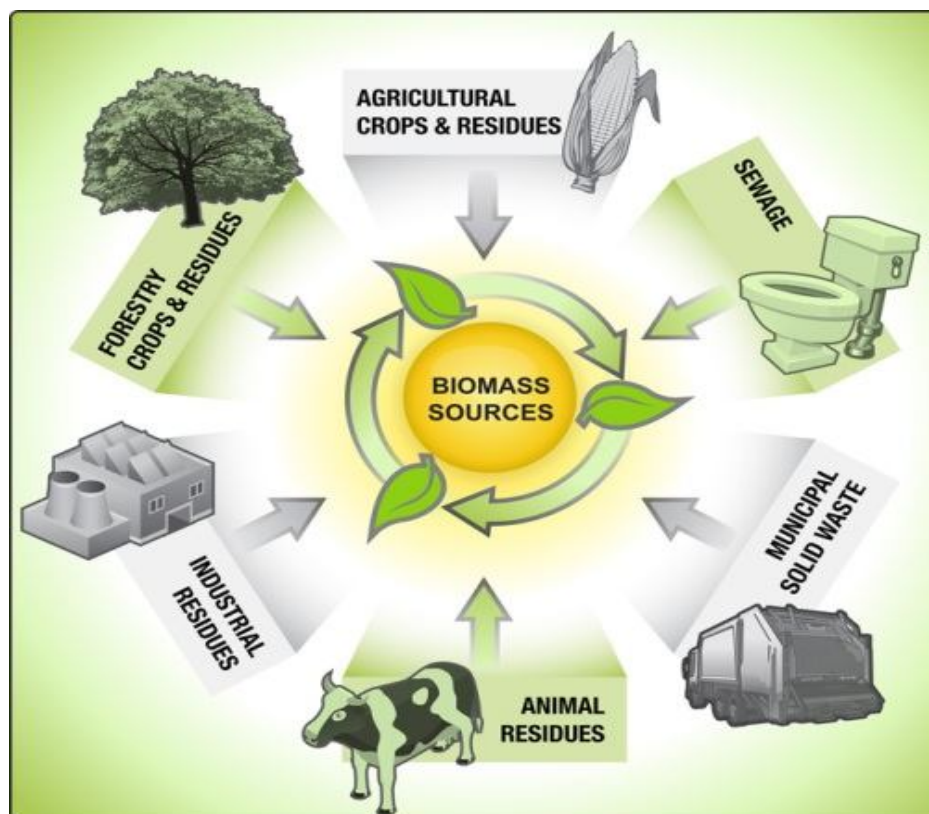 AGRICULTURAL
CROPS & RESIDUES
SEWAGE
FORESTRY
CROPS & RESIDUES
BIOMASS
SOURCES
MUNICIPAL
SOLID WASTE
INDUSTRIAL
RESIDUES
ANIMAL
RESIDUES